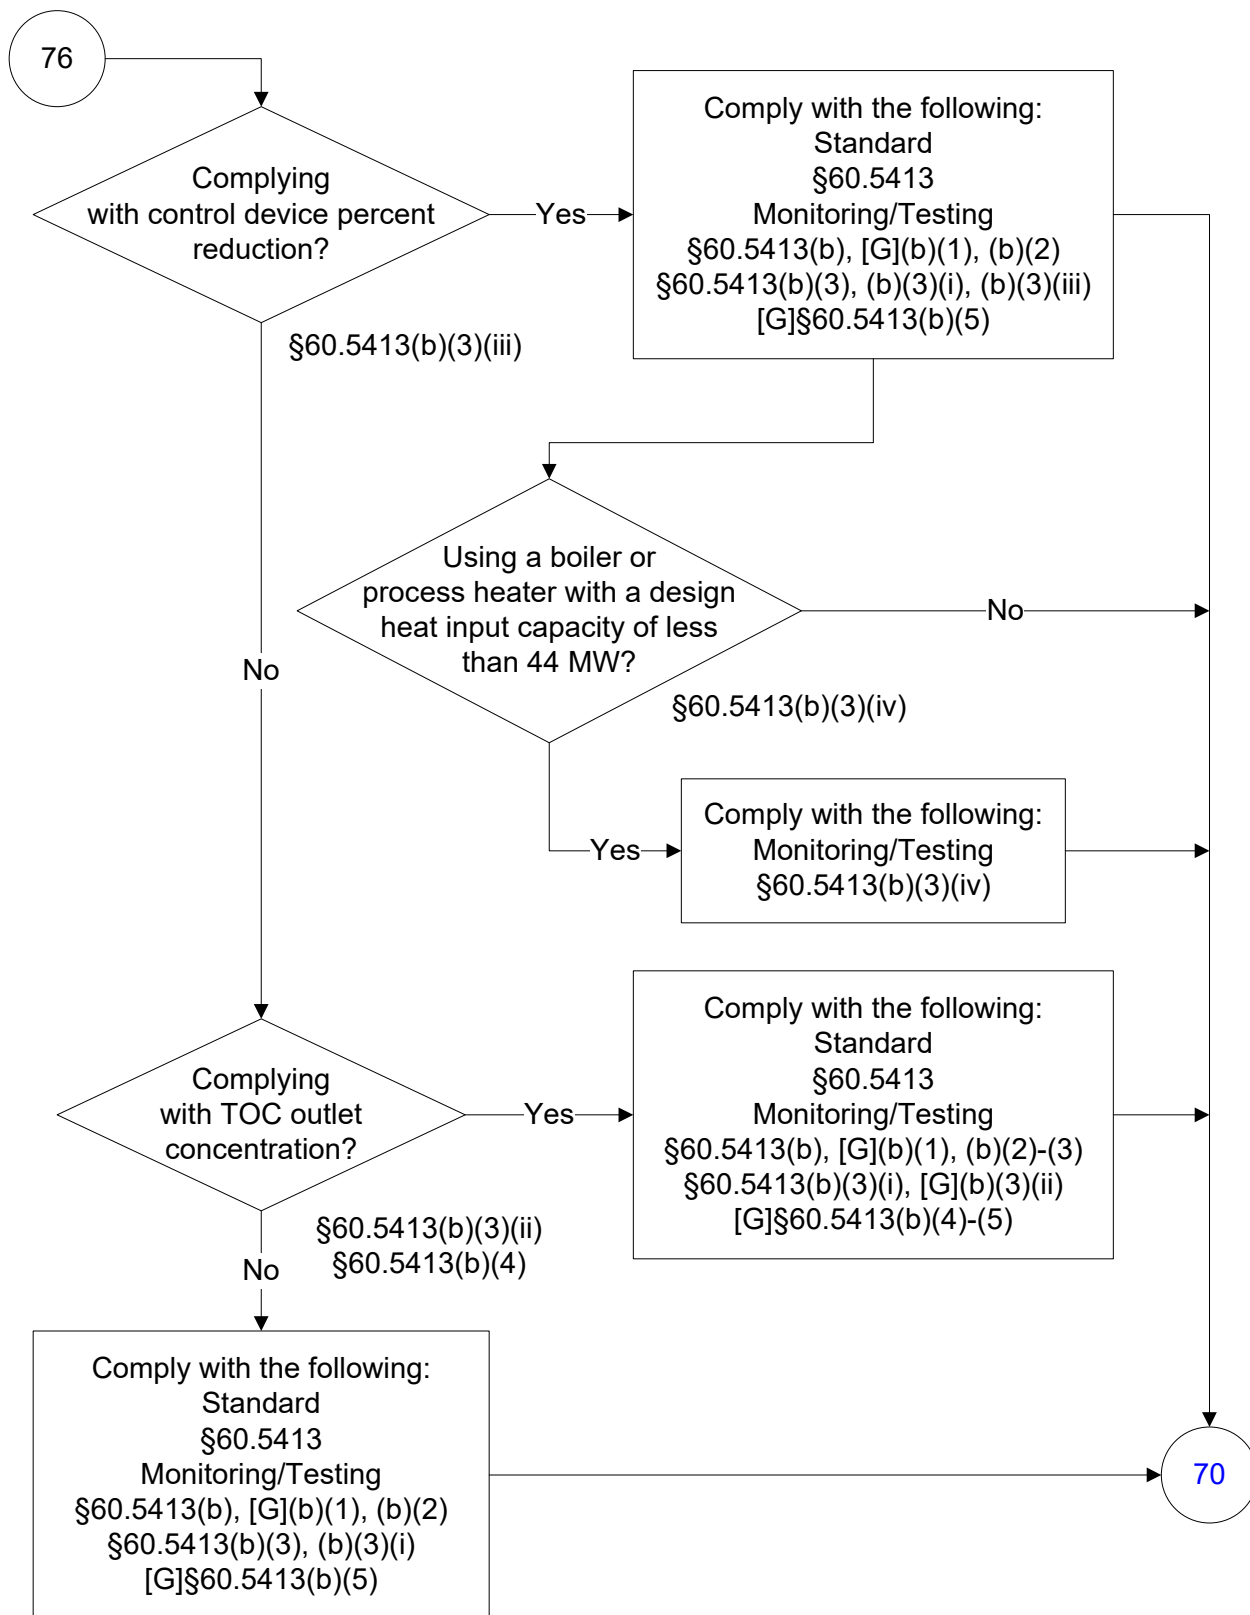 76
Complying
with control device percent
reduction?
Yes
§60.5413(b)(3)(iii)
Comply with the following:
Standard
§60.5413
Monitoring/Testing
§60.5413(b), [G](b)(1), (b)(2)
§60.5413(b)(3), (b)(3)(i), (b)(3)(iii)
[G]§60.5413(b)(5)
Using a boiler or
process heater with a design
heat input capacity of less
than 44 MW?
No
§60.5413(b)(3)(iv)
No
Yes
Comply with the following:
Monitoring/Testing
§60.5413(b)(3)(iv)
Complying
with TOC outlet
concentration?
Yes
§60.5413(b)(3)(ii)
§60.5413(b)(4)
No
Comply with the following:
Standard
§60.5413
Monitoring/Testing
§60.5413(b), [G](b)(1), (b)(2)-(3)
§60.5413(b)(3)(i), [G](b)(3)(ii)
[G]§60.5413(b)(4)-(5)
Comply with the following:
Standard
§60.5413
Monitoring/Testing
§60.5413(b), [G](b)(1), (b)(2)
§60.5413(b)(3), (b)(3)(i)
[G]§60.5413(b)(5)
70